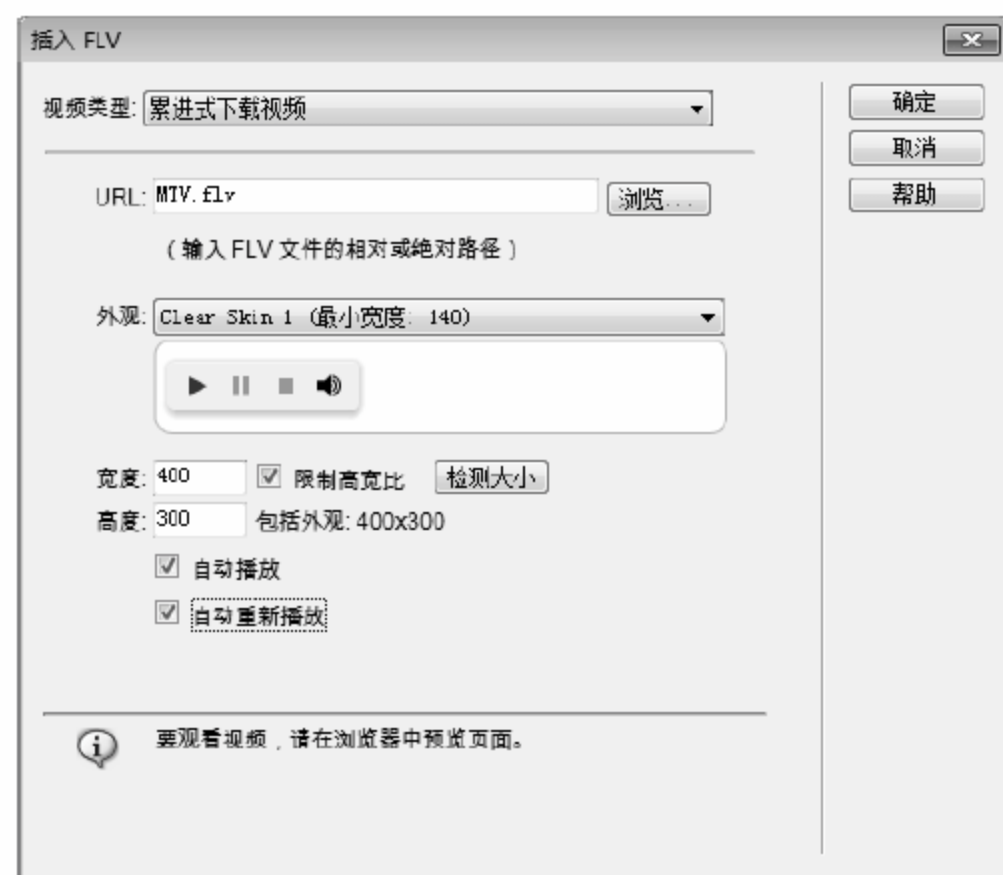 插入 FLV
视频类型: 累进式下载视频
确定
取消
帮助
URL: MTV.flv 浏览...
（输入 FLV 文件的相对或绝对路径）
外观: Clear Skin 1 (最小宽度: 140)
宽度: 400 限制高宽比 检测大小
高度: 300 包括外观: 400x300
自动播放
自动重新播放
要观看视频，请在浏览器中预览页面。